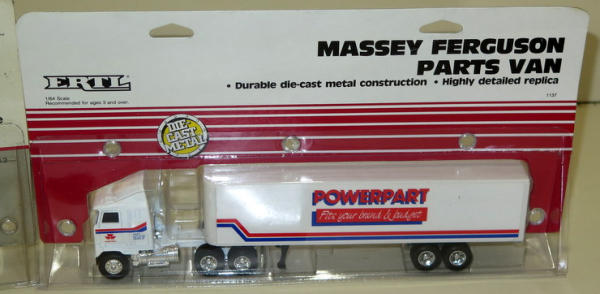 MASSEY FERGUSON
PARTS VAN
• Durable die-cast metal construction • Highly detailed replica
1137
ERTL
1/64 Scale
Recommended for ages 3 and over.
DIE
CAST
METAL
POWERPART
Fits your brand & budget